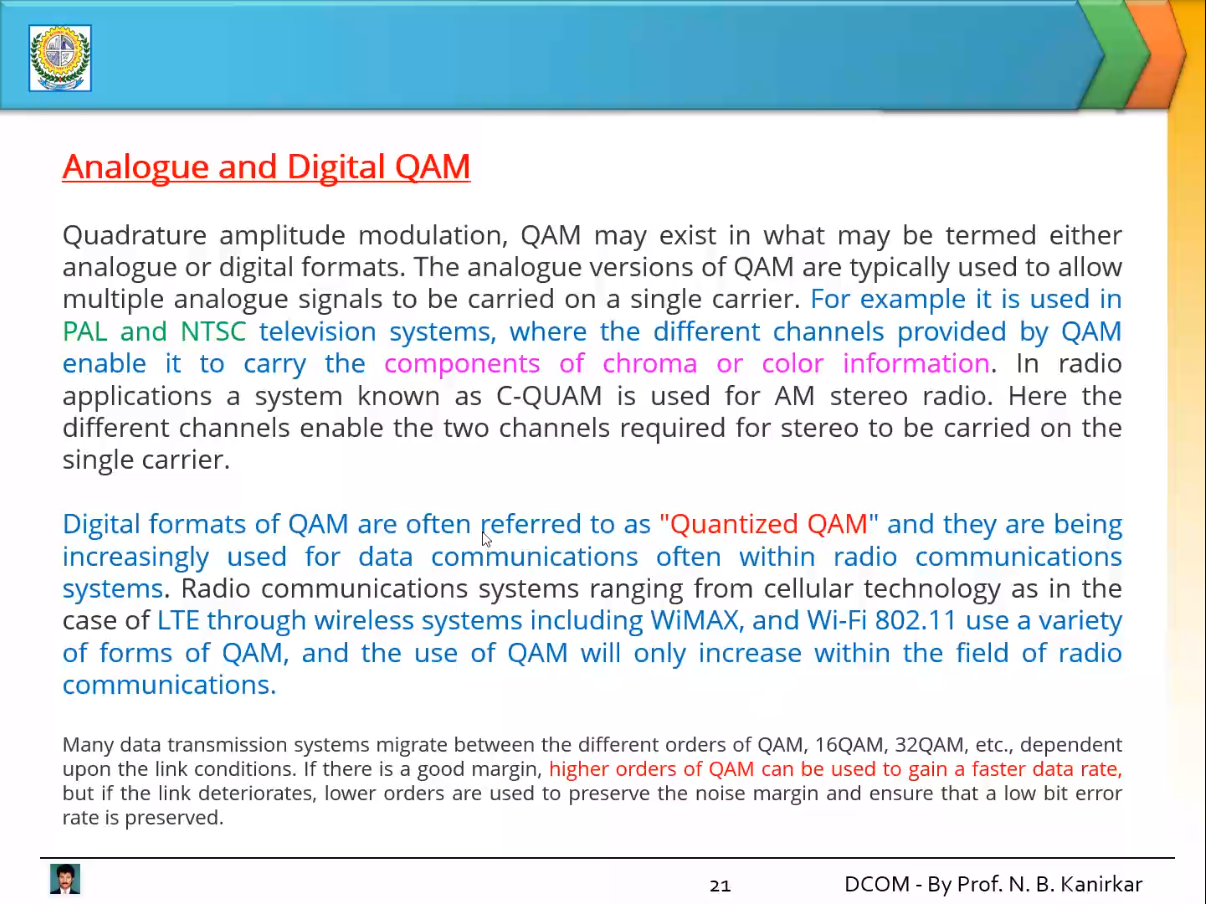 Analogue and Digital QAM
Quadrature amplitude modulation, QAM may exist in what may be termed either
analogue or digital formats. The analogue versions of QAM are typically used to allow
multiple analogue signals to be carried on a single carrier. For example it is used in
PAL and NTSC television systems, where the different channels provided by QAM
enable it to carry the components of chroma or color information. In radio
applications a system known as C-QUAM is used for AM stereo radio. Here the
different channels enable the two channels required for stereo to be carried on the
single carrier.
Digital formats of QAM are often referred to as "Quantized QAM" and they are being
increasingly used for data communications often within radio communications
systems. Radio communications systems ranging from cellular technology as in the
case of LTE through wireless systems including WiMAX, and Wi-Fi 802.11 use a variety
of forms of QAM, and the use of QAM will only increase within the field of radio
communications.
Many data transmission systems migrate between the different orders of QAM, 16QAM, 32QAM, etc., dependent
upon the link conditions. If there is a good margin, higher orders of QAM can be used to gain a faster data rate,
but if the link deteriorates, lower orders are used to preserve the noise margin and ensure that a low bit error
rate is preserved.
21
DCOM - By Prof. N. B. Kanirkar